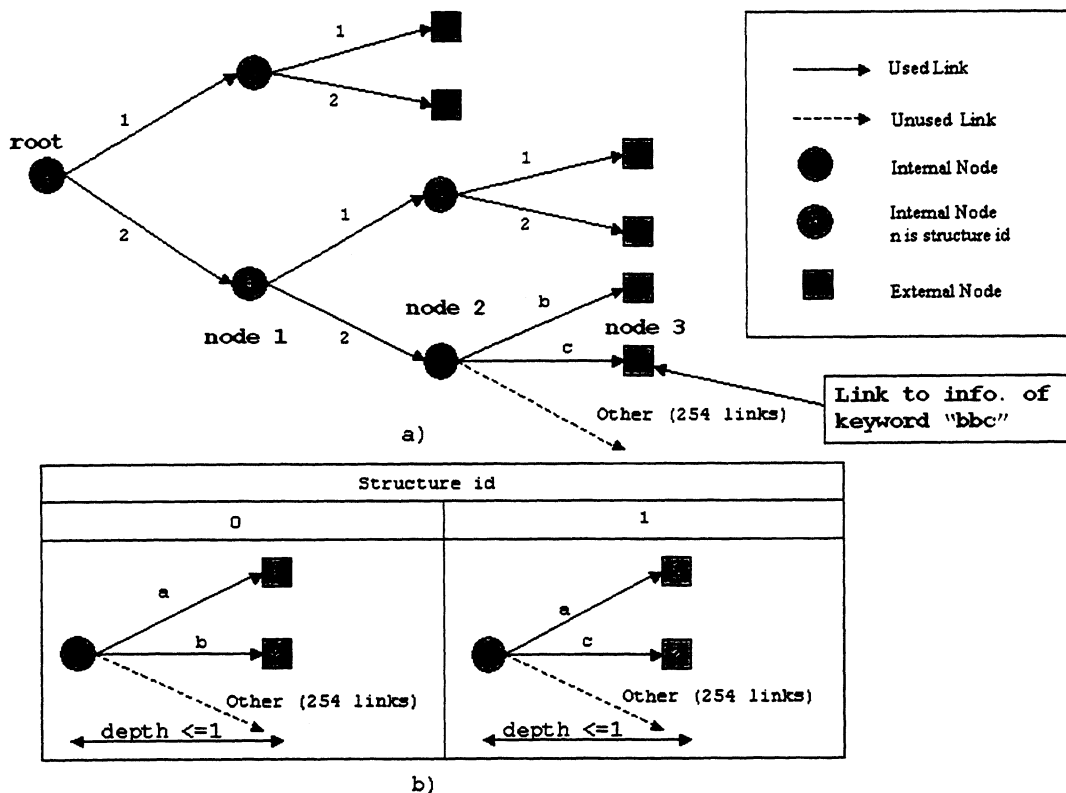 1
2
root
1
2
1
2
1
2
node 1
node 2
b
c
node 3
Other (254 links)
a)
Used Link
Unused Link
Internal Node
Internal Node
n is structure id
External Node
Link to info. of
keyword "bbc"
Structure id
0
1
a
b
Other (254 links)
depth <=1
a
c
Other (254 links)
depth <=1
b)